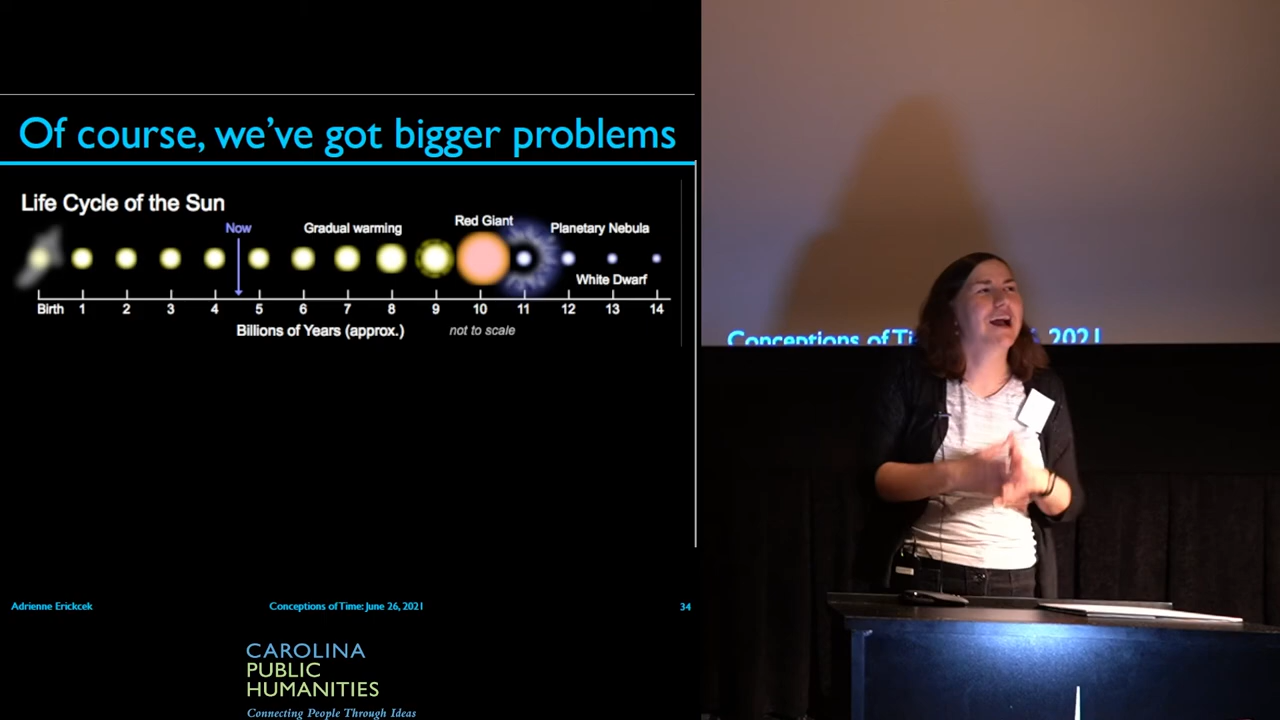 Of course, we've got bigger problems
Life Cycle of the Sun
Now
Gradual warming
Red Giant
Planetary Nebula
White Dwarf
Birth 1 2 3 4 5 6 7 8 9 10 11 12 13 14
Billions of Years (approx.)
not to scale
Conceptions of 2021
Adrienne Erickcek
Conceptions of Time: June 26, 2021
34
CAROLINA
PUBLIC
HUMANITIES
Connecting People Through Ideas